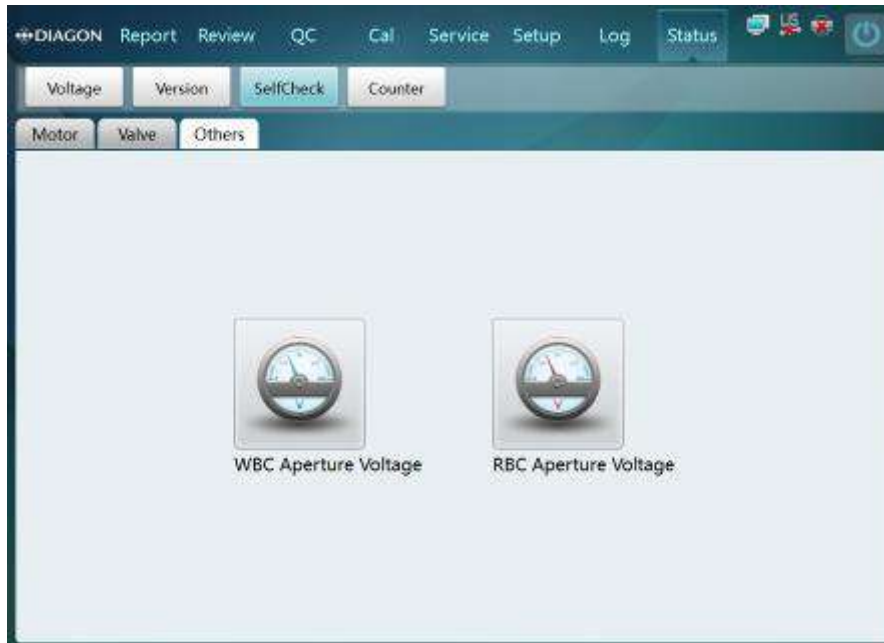 DIAGON Report Review QC Cal Service Setup Log Status
Voltage Version SelfCheck Counter
Motor Valve Others
WBC Aperture Voltage RBC Aperture Voltage